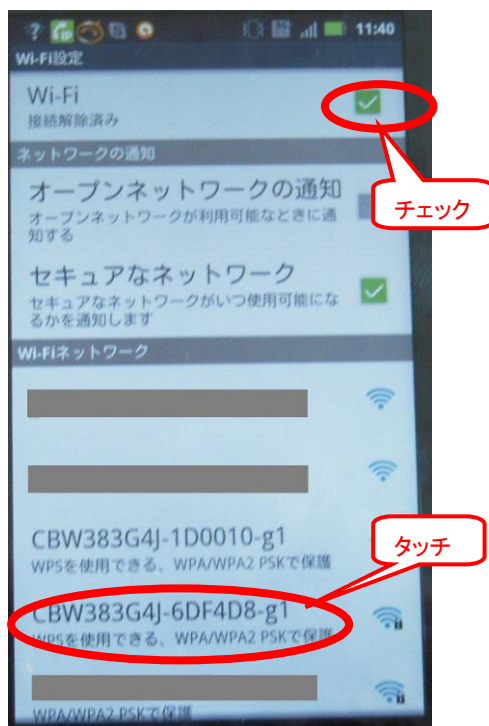 11:40
Wi-Fi設定
Wi-Fi
接続解除済み
チェック
ネットワークの通知
オープンネットワークの通知
オープンネットワークが利用可能なときに通
知する
セキュアなネットワーク
セキュアなネットワークがいつ使用可能にな
るかを通知します
Wi-Fiネットワーク
CBW383G4J-1D0010-g1
WPSを使用できる、WPA/WPA2 PSKで保護
タッチ
CBW383G4J-6DF4D8-g1
WPSを使用できる、WPA/WPA2 PSKで保護
WPA/WPA2 PSKで保護